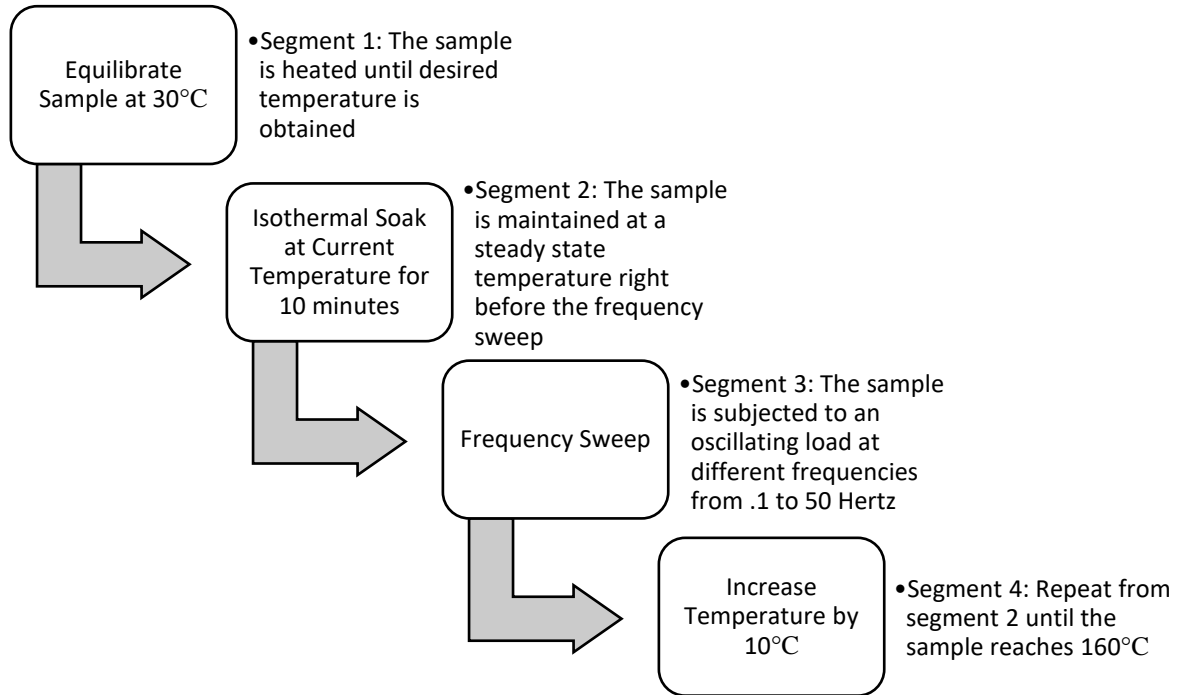 Equilibrate
Sample at 30°C
•Segment 1: The sample
is heated until desired
temperature is
obtained
Isothermal Soak
at Current
Temperature for
10 minutes
•Segment 2: The sample
is maintained at a
steady state
temperature right
before the frequency
sweep
Frequency Sweep
•Segment 3: The sample
is subjected to an
oscillating load at
different frequencies
from .1 to 50 Hertz
Increase
Temperature by
10°C
•Segment 4: Repeat from
segment 2 until the
sample reaches 160°C